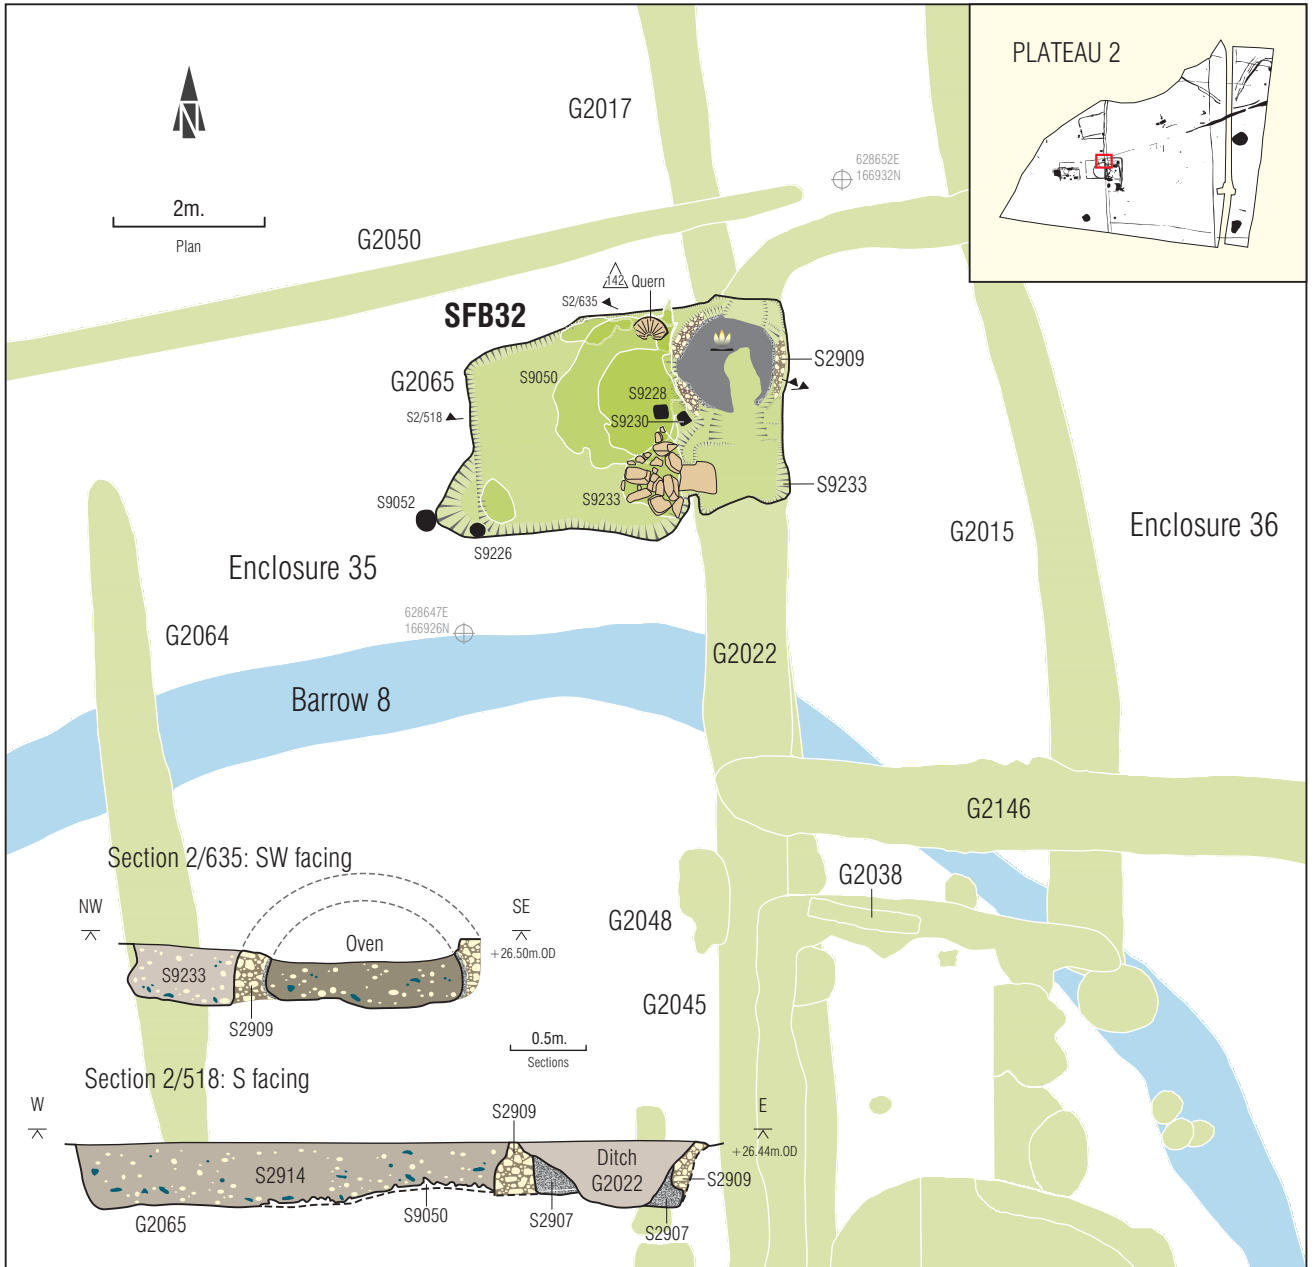 PLATEAU 2
N
2m.
Plan
G2017
628652E
166932N
G2050
142
Quern
S2/635
SFB32
G2065
S9050
S2909
S9228
S2/518
S9230
S9052
S9233
S9233
S9226
G2015
Enclosure 36
Enclosure 35
628647E
166926N
G2064
G2022
Barrow 8
G2146
Section 2/635: SW facing
G2038
NW
SE
G2048
Oven
+26.50m.OD
S9233
G2045
S2909
0.5m.
Sections
Section 2/518: S facing
W
S2909
E
+26.44m.OD
Ditch
G2022
S2914
S2909
G2065
S9050
S2907
S2907